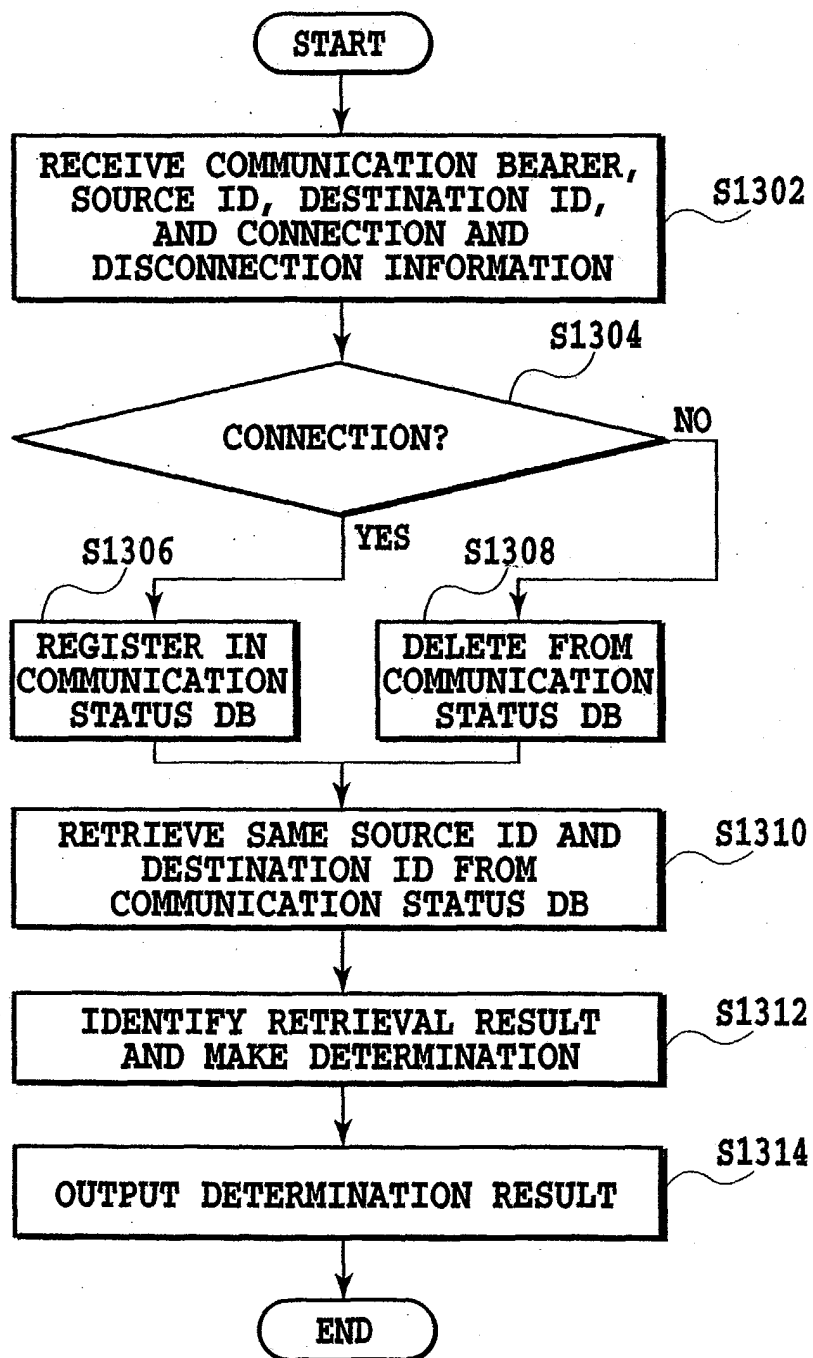 START
RECEIVE COMMUNICATION BEARER,
SOURCE ID, DESTINATION ID,
AND CONNECTION AND
DISCONNECTION INFORMATION
S1302
S1304
CONNECTION?
NO
YES
S1306
S1308
REGISTER IN
COMMUNICATION
STATUS DB
DELETE FROM
COMMUNICATION
STATUS DB
RETRIEVE SAME SOURCE ID AND
DESTINATION ID FROM
COMMUNICATION STATUS DB
S1310
IDENTIFY RETRIEVAL RESULT
AND MAKE DETERMINATION
S1312
OUTPUT DETERMINATION RESULT
S1314
END